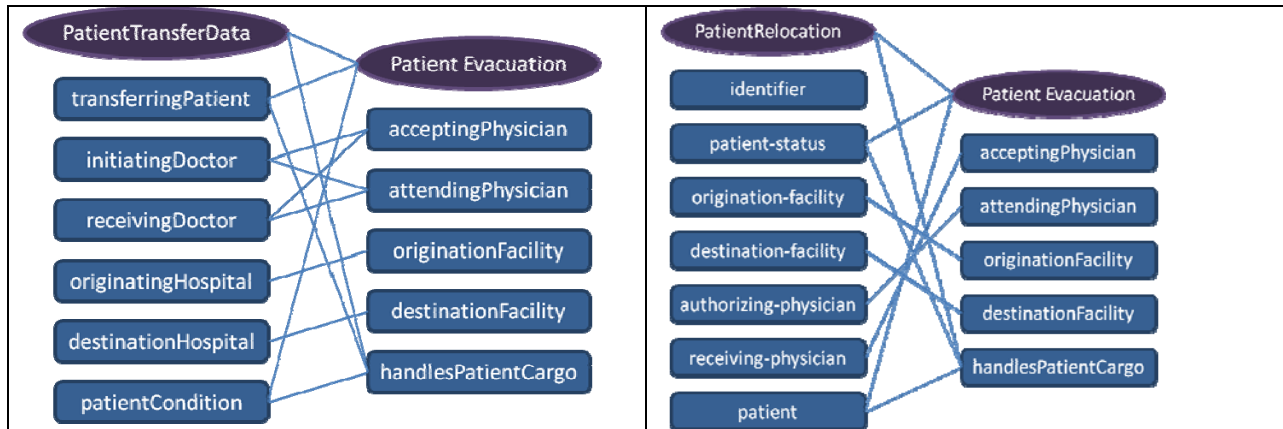 PatientTransferData
Patient Evacuation
transferringPatient
acceptingPhysician
initiatingDoctor
attendingPhysician
receivingDoctor
originationFacility
originatingHospital
destinationFacility
destinationHospital
handlesPatientCargo
patientCondition
PatientRelocation
identifier
Patient Evacuation
patient-status
acceptingPhysician
origination-facility
attendingPhysician
destination-facility
originationFacility
authorizing-physician
destinationFacility
receiving-physician
handlesPatientCargo
patient